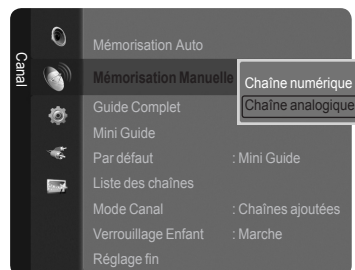 Canal
Mémorisation Auto
Mémorisation Manuelle
Chaîne numérique
Chaîne analogique
Guide Complet
Mini Guide
Par défaut : Mini Guide
Liste des chaînes
Mode Canal : Chaînes ajoutées
Verrouillage Enfant : Marche
Réglage fin